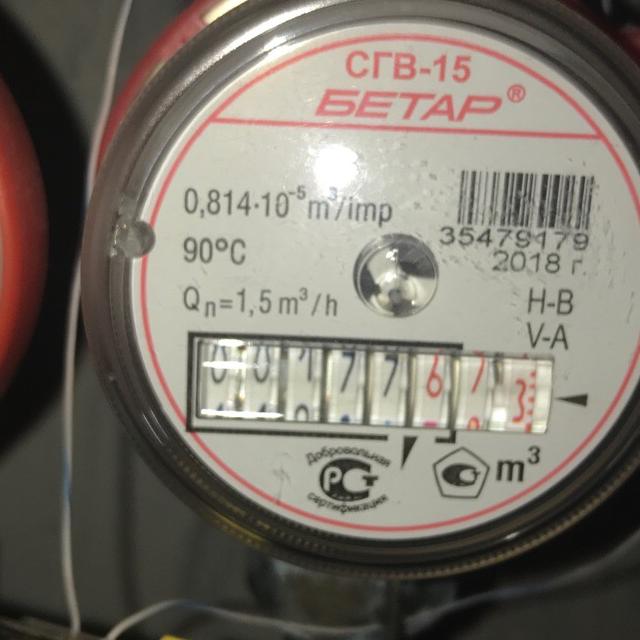 СГВ-15
БЕТАР®
0,814·10⁻⁵ m³/imp
35479179
90°C
2018 г.
Qn=1,5 m³/h
H-B
V-A
00177673
m³
Добровольная
РСТ
сертификация